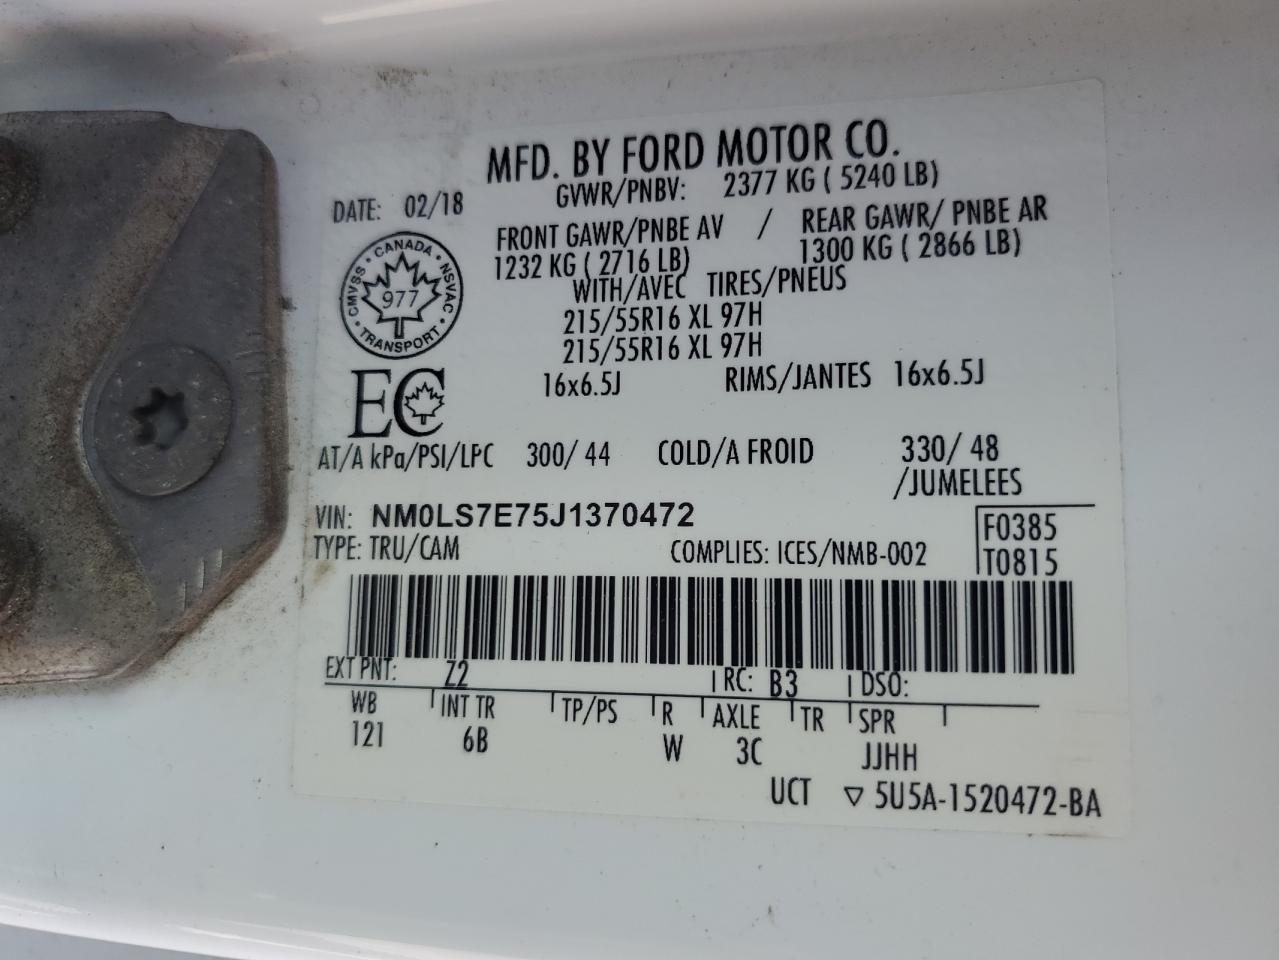 MFD. BY FORD MOTOR CO.
DATE: 02/18 GVWR/PNBV: 2377 KG ( 5240 LB)
FRONT GAWR/PNBE AV / REAR GAWR/ PNBE AR
1232 KG ( 2716 LB) 1300 KG ( 2866 LB)
WITH/AVEC TIRES/PNEUS
215/55R16 XL 97H
215/55R16 XL 97H
16x6.5J RIMS/JANTES 16x6.5J
CANADA · NSVAC · TRANSPORT · CMVSS ·
977
EC
AT/A kPa/PSI/LPC 300/ 44 COLD/A FROID 330/ 48
/JUMELEES
VIN: NM0LS7E75J1370472 F0385
TYPE: TRU/CAM COMPLIES: ICES/NMB-002 T0815
EXT PNT: Z2 RC: B3 DSO:
WB INT TR TP/PS R AXLE TR SPR
121 6B W 3C JJHH
UCT ▽ 5U5A-1520472-BA